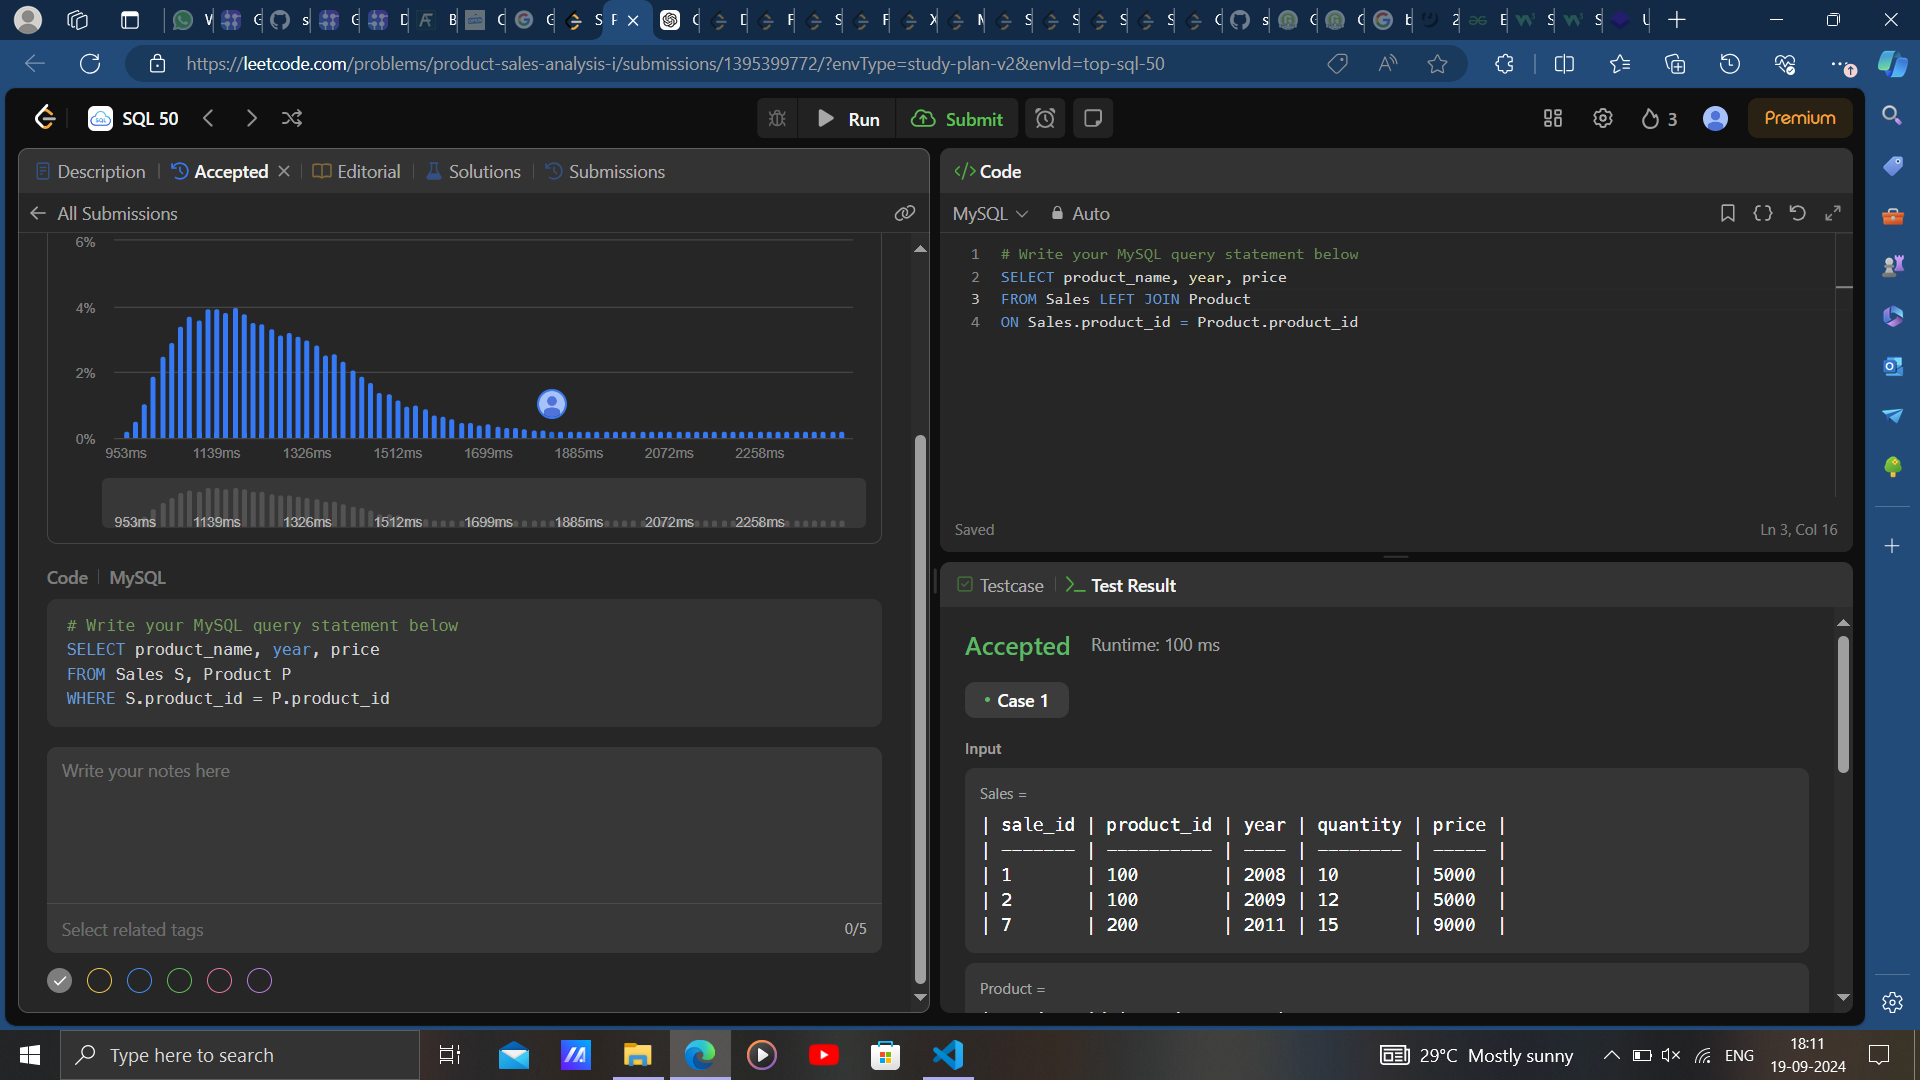 https://leetcode.com/problems/product-sales-analysis-i/submissions/1395399772/?envType=study-plan-v2&envId=top-sql-50
SQL 50
Run
Submit
3
Premium
Description
Accepted
Editorial
Solutions
Submissions
All Submissions
6%
4%
2%
0%
953ms 1139ms 1326ms 1512ms 1699ms 1885ms 2072ms 2258ms
953ms 1139ms 1326ms 1512ms 1699ms 1885ms 2072ms 2258ms
Code MySQL
# Write your MySQL query statement below
SELECT product_name, year, price
FROM Sales S, Product P
WHERE S.product_id = P.product_id
Write your notes here
Select related tags
0/5
</> Code
MySQL Auto
1 # Write your MySQL query statement below
2 SELECT product_name, year, price
3 FROM Sales LEFT JOIN Product
4 ON Sales.product_id = Product.product_id
Saved
Ln 3, Col 16
Testcase
Test Result
Accepted Runtime: 100 ms
• Case 1
Input
Sales =
| sale_id | product_id | year | quantity | price |
| ------- | ---------- | ---- | -------- | ----- |
| 1 | 100 | 2008 | 10 | 5000 |
| 2 | 100 | 2009 | 12 | 5000 |
| 7 | 200 | 2011 | 15 | 9000 |
Product =
Type here to search
29°C Mostly sunny
ENG
18:11
19-09-2024